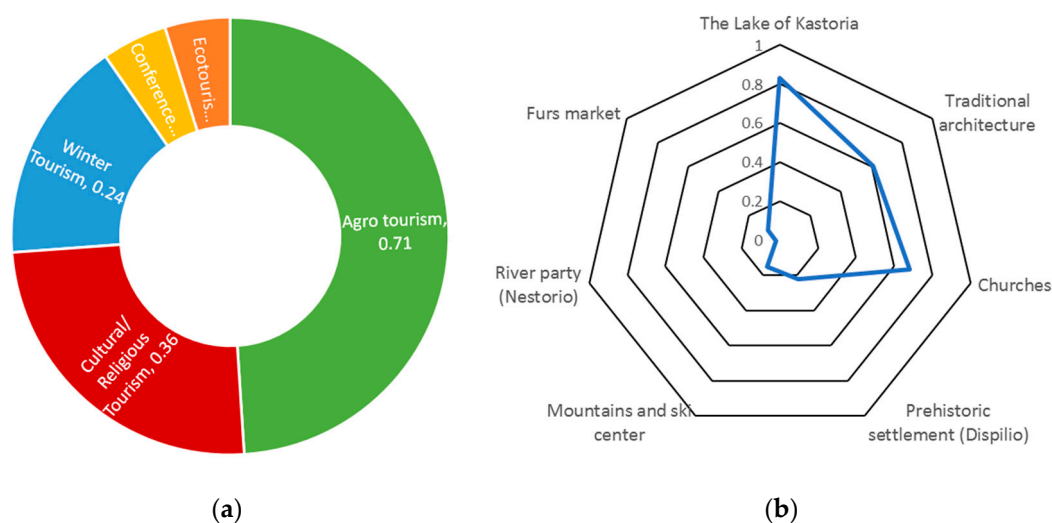 Conference...
Ecotouris...
Winter
Tourism, 0.24
Agro tourism,
0.71
Cultural/
Religious
Tourism, 0.36
(a)
The Lake of Kastoria
1
0.8
0.6
0.4
0.2
0
Furs market
Traditional
architecture
River party
(Nestorio)
Churches
Mountains and ski
center
Prehistoric
settlement (Dispilio)
(b)